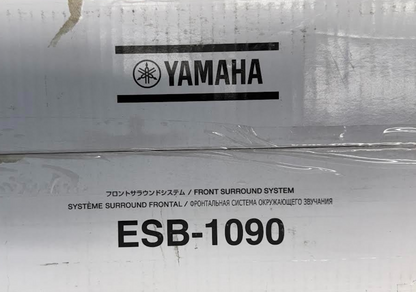 YAMAHA
フロントサラウンドシステム / FRONT SURROUND SYSTEM
SYSTÈME SURROUND FRONTAL / ФРОНТАЛЬНАЯ СИСТЕМА ОКРУЖАЮЩЕГО ЗВУЧАНИЯ
ESB-1090